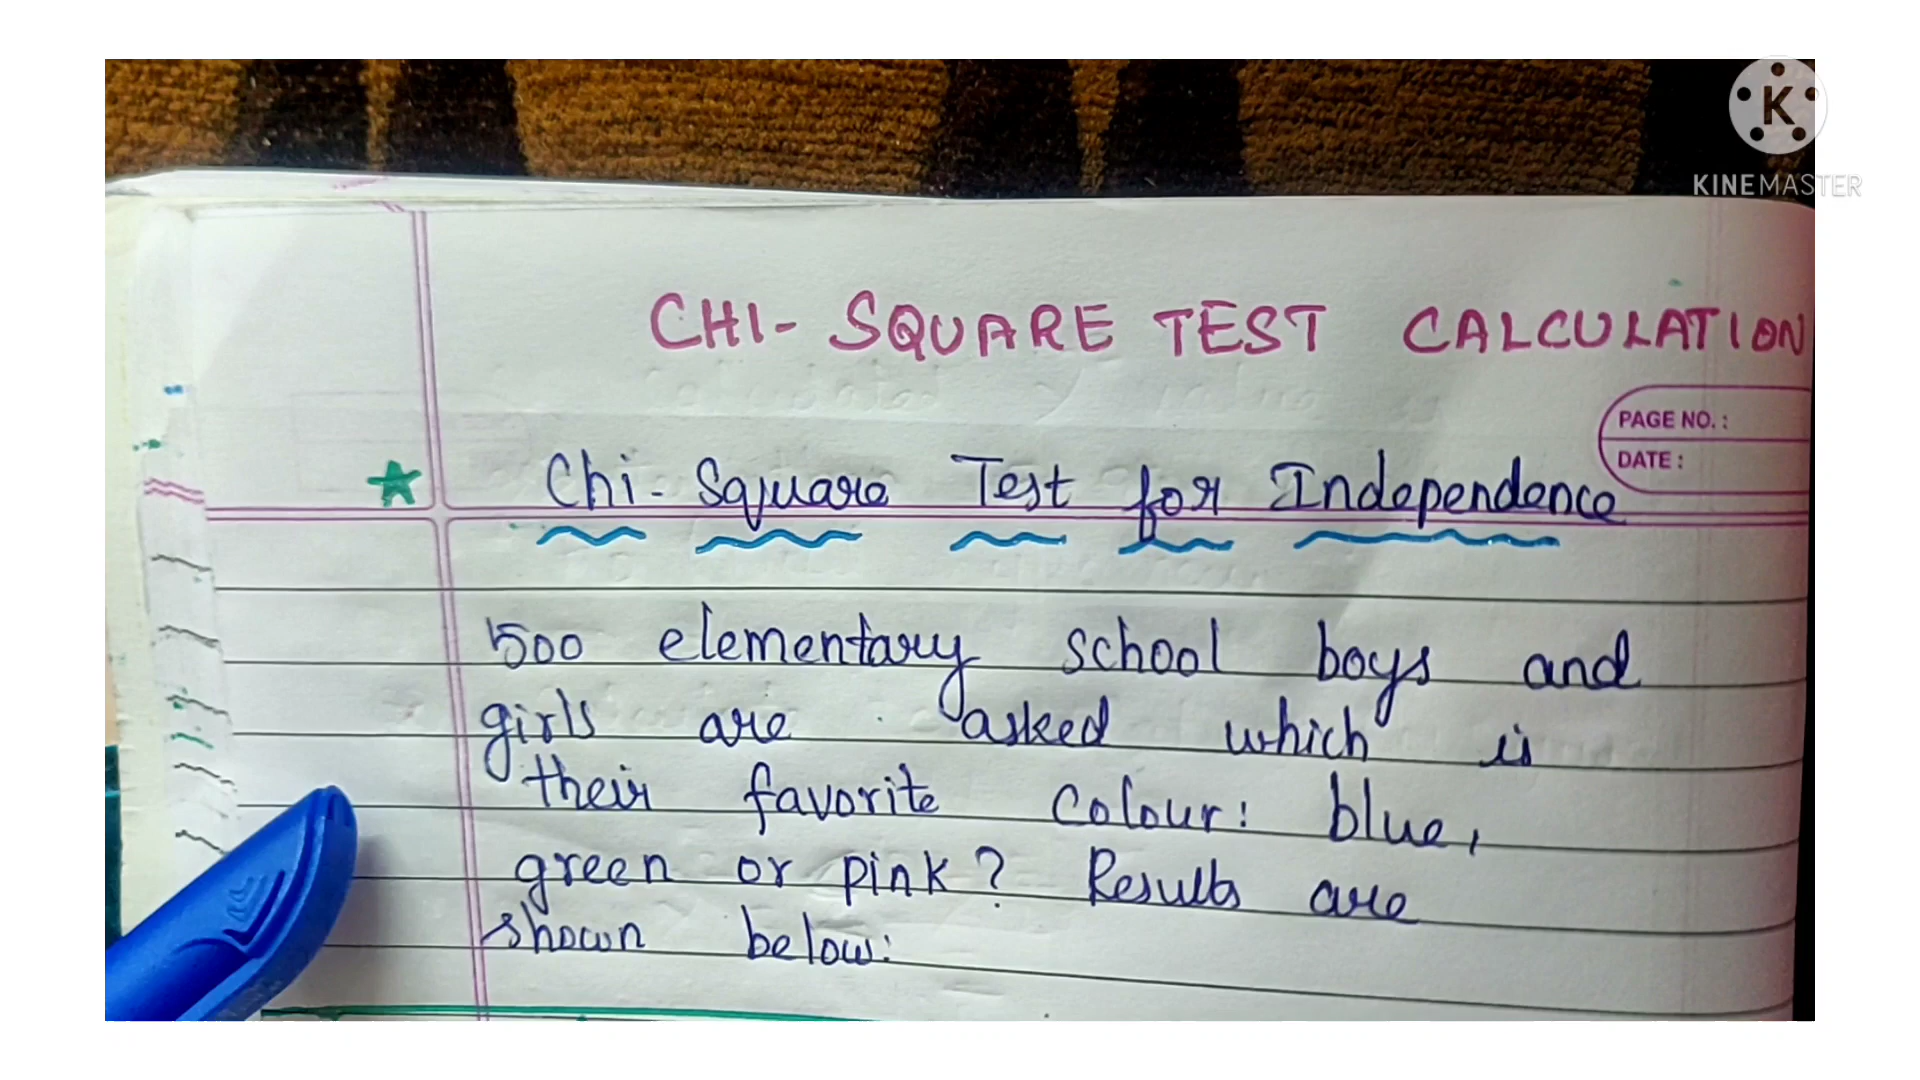 K
KINEMASTER
CHI- SQUARE TEST CALCULATION
PAGE NO. :
DATE :
Chi- Square Test for Independence
500 elementary school boys and
girls are asked which is
their favorite colour: blue,
green or pink? Results are
shown below: